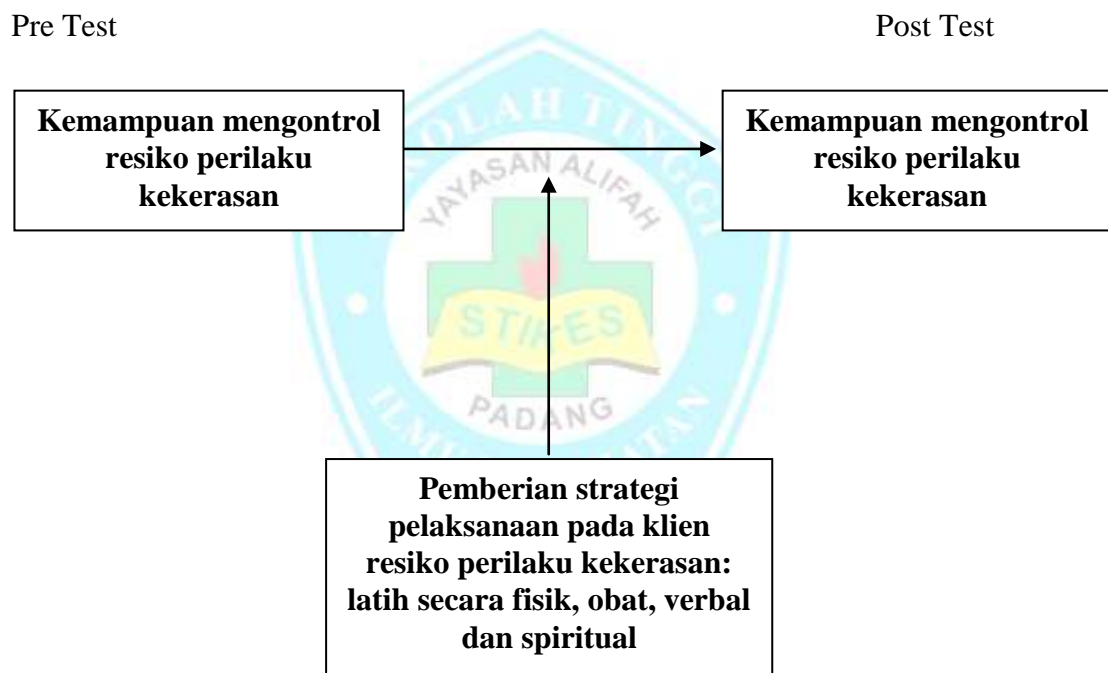 Pre Test
Post Test
Kemampuan mengontrol
resiko perilaku
kekerasan
Kemampuan mengontrol
resiko perilaku
kekerasan
YAYASAN ALIFAH
STIKES
PADANG
Pemberian strategi
pelaksanaan pada klien
resiko perilaku kekerasan:
latih secara fisik, obat, verbal
dan spiritual